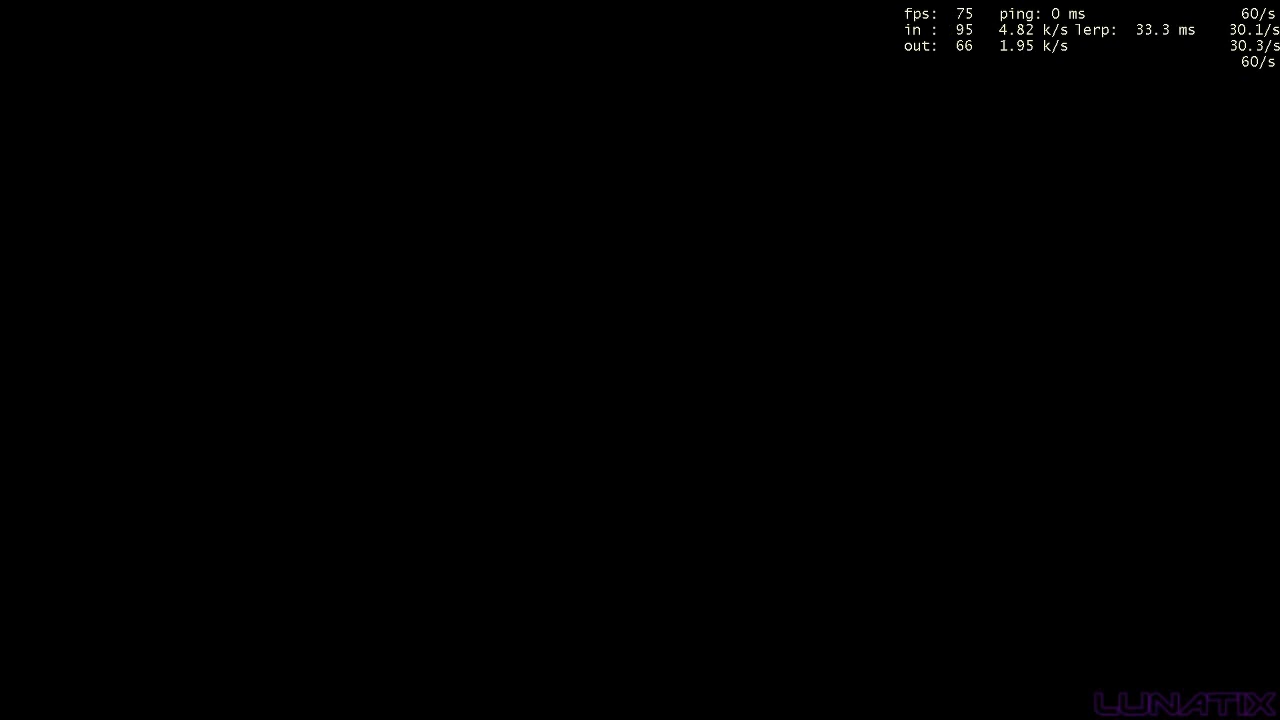 fps: 75 ping: 0 ms 60/s
in : 95 4.82 k/s lerp: 33.3 ms 30.1/s
out: 66 1.95 k/s 30.3/s
60/s
LUNATIX